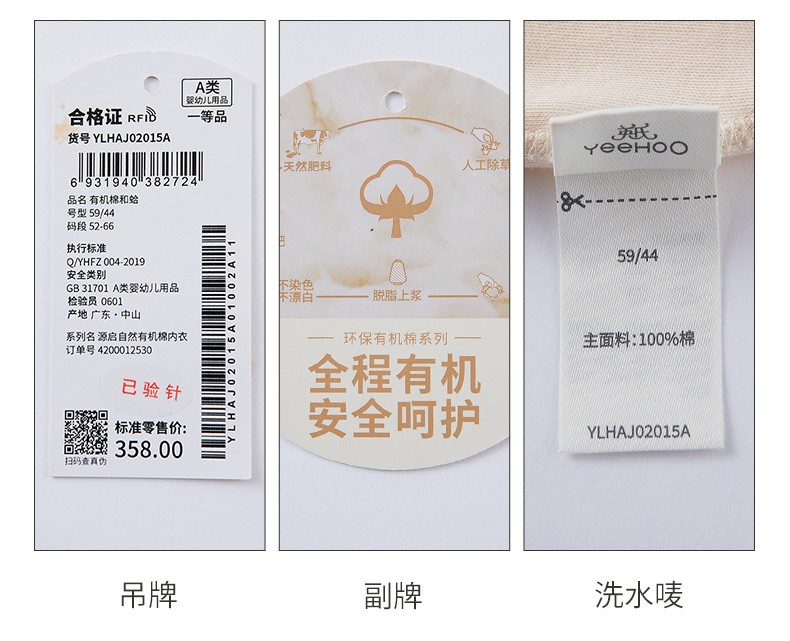 A类
婴幼儿用品
合格证 RFID
一等品
货号 YLHAJ02015A
6 931940 382724
品名 有机棉和蛤
号型 59/44
码段 52-66
执行标准
Q/YHFZ 004-2019
安全类别
GB 31701 A类婴幼儿用品
检验员 0601
产地 广东·中山
系列名 源启自然有机棉内衣
订单号 4200012530
已验针
标准零售价:
358.00
扫码查真伪
YLHAJ02015A01002A11
天然肥料
人工除草
肥
不染色
不漂白
脱脂上浆
环保有机棉系列
全程有机
安全呵护
英氏
YeeHOO
59/44
主面料:100%棉
YLHAJ02015A
吊牌
副牌
洗水唛